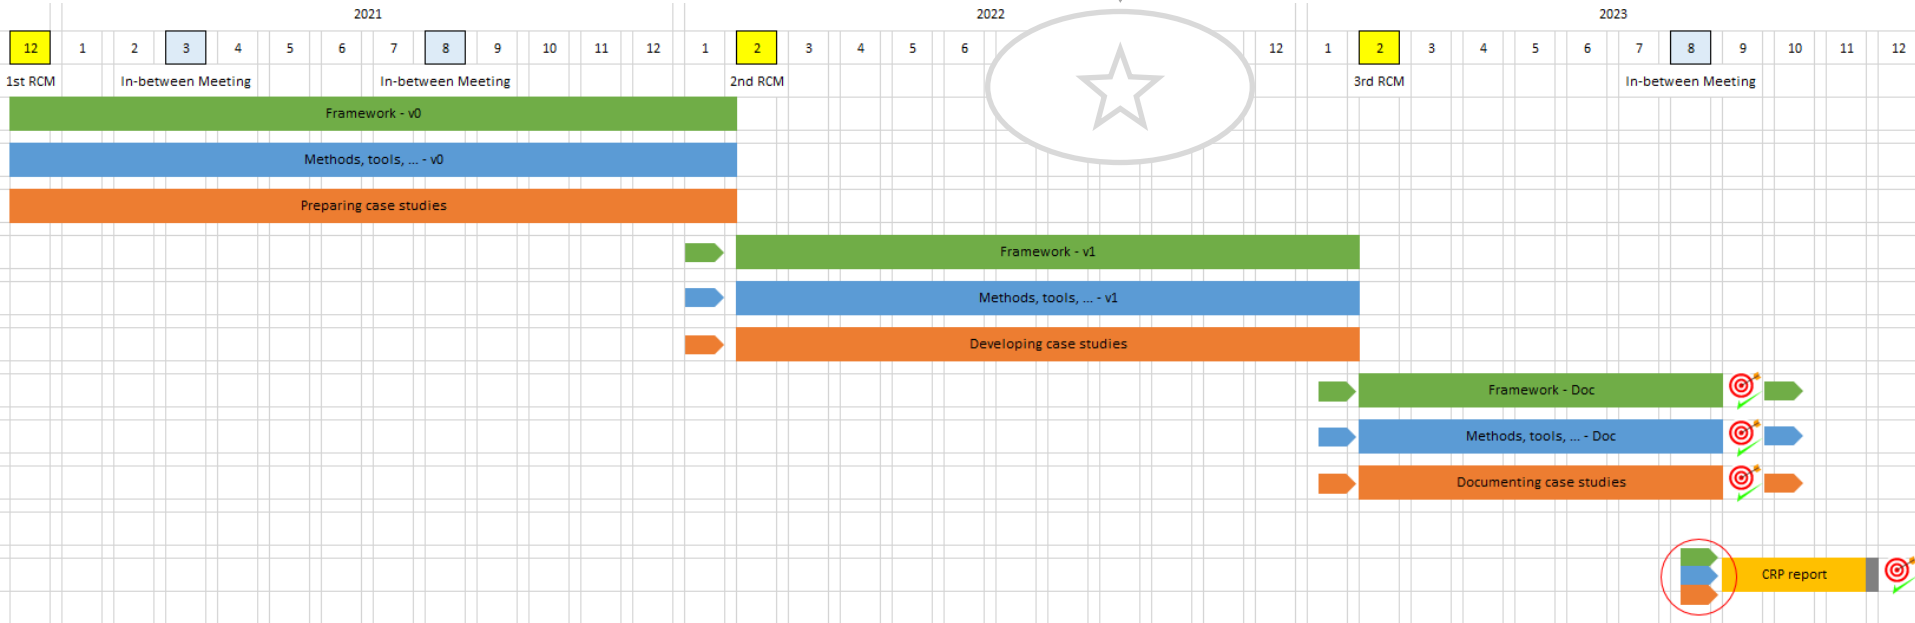 2021 2022 2023
12 1 2 3 4 5 6 7 8 9 10 11 12 1 2 3 4 5 6 12 1 2 3 4 5 6 7 8 9 10 11 12
1st RCM In-between Meeting In-between Meeting 2nd RCM 3rd RCM In-between Meeting
Framework - v0
Methods, tools, ... - v0
Preparing case studies
Framework - v1
Methods, tools, ... - v1
Developing case studies
Framework - Doc
Methods, tools, ... - Doc
Documenting case studies
CRP report